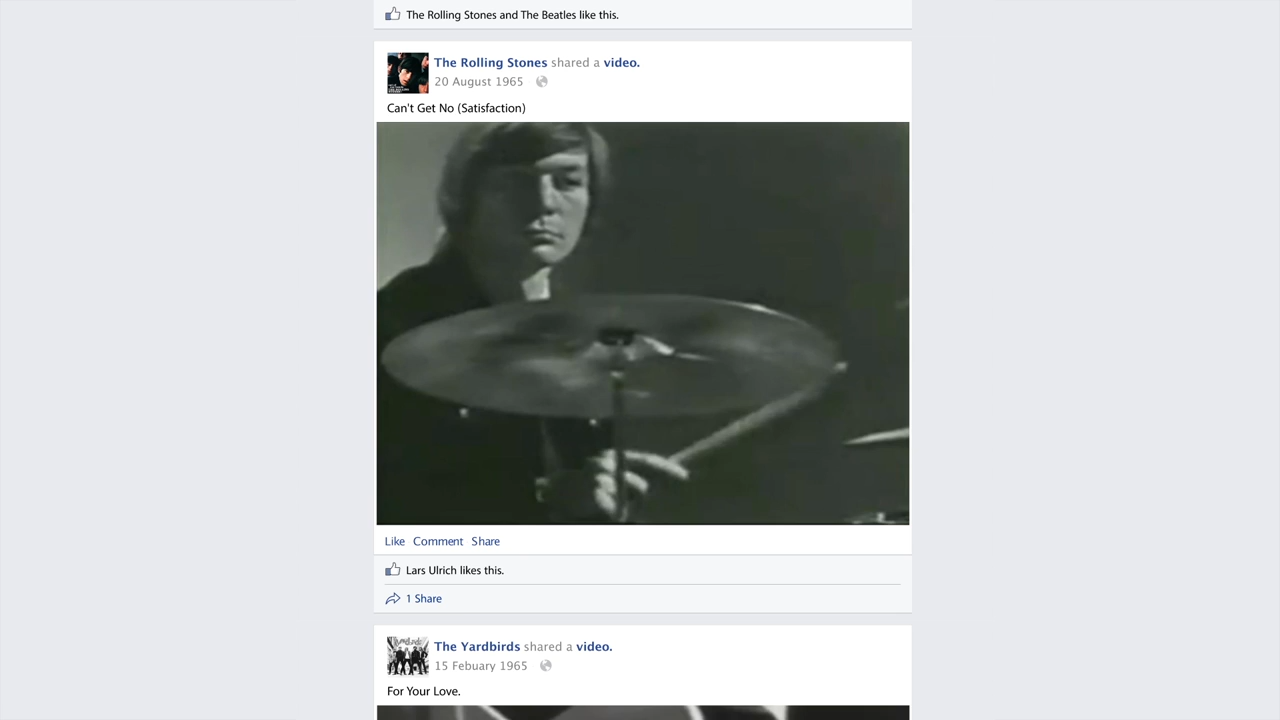 The Rolling Stones and The Beatles like this.
The Rolling Stones shared a video.
20 August 1965
Can't Get No (Satisfaction)
Like Comment Share
Lars Ulrich likes this.
1 Share
The Yardbirds shared a video.
15 Febuary 1965
For Your Love.